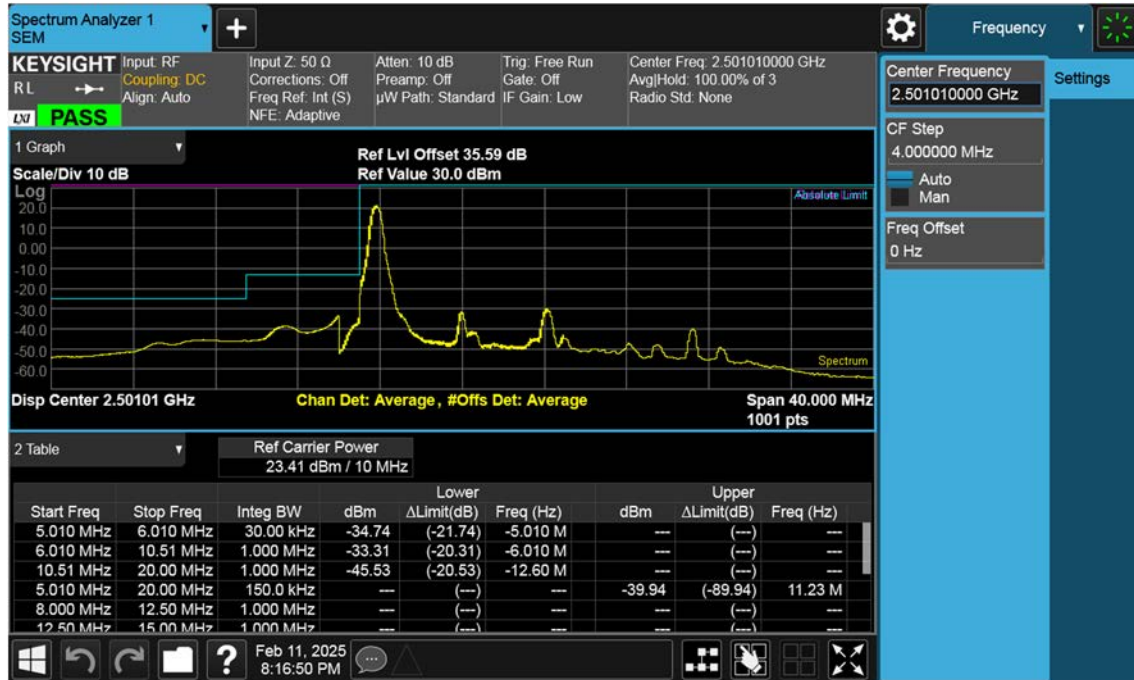 Spectrum Analyzer 1
SEM
Frequency
KEYSIGHT
R L
LXI PASS
Input: RF
Coupling: DC
Align: Auto
Input Z: 50 Ω
Corrections: Off
Freq Ref: Int (S)
NFE: Adaptive
Atten: 10 dB
Preamp: Off
µW Path: Standard
Trig: Free Run
Gate: Off
IF Gain: Low
Center Freq: 2.501010000 GHz
Avg|Hold: 100.00% of 3
Radio Std: None
Center Frequency
2.501010000 GHz
Settings
CF Step
4.000000 MHz
Auto
Man
Freq Offset
0 Hz
1 Graph
Scale/Div 10 dB
Ref Lvl Offset 35.59 dB
Ref Value 30.0 dBm
Log
20.0
10.0
0.00
-10.0
-20.0
-30.0
-40.0
-50.0
-60.0
Absolute Limit
Spectrum
Disp Center 2.50101 GHz
Chan Det: Average, #Offs Det: Average
Span 40.000 MHz
1001 pts
2 Table
Ref Carrier Power
23.41 dBm / 10 MHz
Lower Upper
Start Freq Stop Freq Integ BW dBm ΔLimit(dB) Freq (Hz) dBm ΔLimit(dB) Freq (Hz)
5.010 MHz 6.010 MHz 30.00 kHz -34.74 (-21.74) -5.010 M --- (---) ---
6.010 MHz 10.51 MHz 1.000 MHz -33.31 (-20.31) -6.010 M --- (---) ---
10.51 MHz 20.00 MHz 1.000 MHz -45.53 (-20.53) -12.60 M --- (---) ---
5.010 MHz 20.00 MHz 150.0 kHz --- (---) --- -39.94 (-89.94) 11.23 M
8.000 MHz 12.50 MHz 1.000 MHz --- (---) --- --- (---) ---
12.50 MHz 15.00 MHz 1.000 MHz --- (---) --- --- (---) ---
Feb 11, 2025
8:16:50 PM